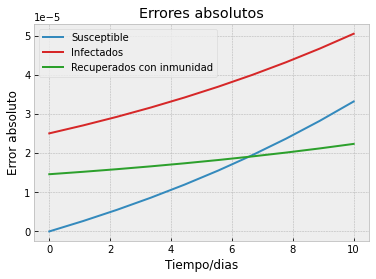 Errores absolutos
1e−5
Susceptible
Infectados
Recuperados con inmunidad
Error absoluto
5
4
3
2
1
0
0 2 4 6 8 10
Tiempo/dias